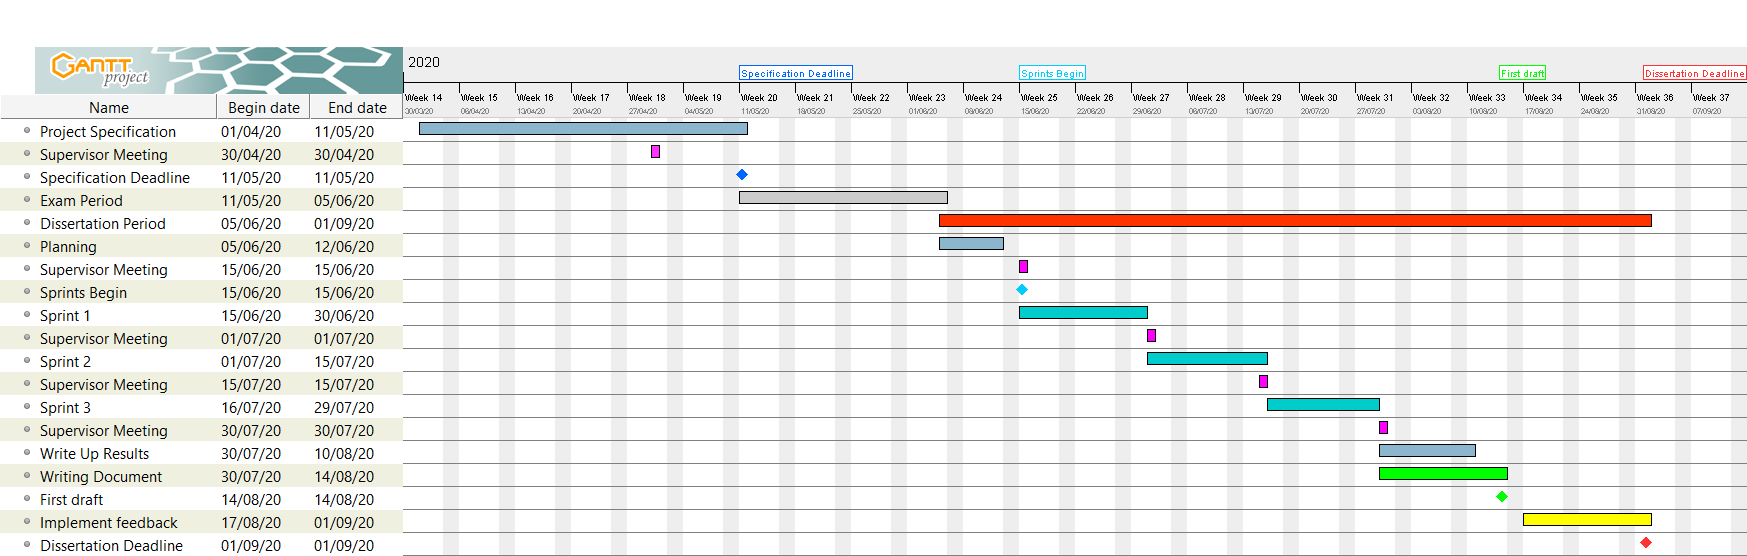 GANTT
project
2020
Specification Deadline Sprints Begin First draft Dissertation Deadline
Name Begin date End date
Week 14 Week 15 Week 16 Week 17 Week 18 Week 19 Week 20 Week 21 Week 22 Week 23 Week 24 Week 25 Week 26 Week 27 Week 28 Week 29 Week 30 Week 31 Week 32 Week 33 Week 34 Week 35 Week 36 Week 37
30/03/20 06/04/20 13/04/20 20/04/20 27/04/20 04/05/20 11/05/20 18/05/20 25/05/20 01/06/20 08/06/20 15/06/20 22/06/20 29/06/20 06/07/20 13/07/20 20/07/20 27/07/20 03/08/20 10/08/20 17/08/20 24/08/20 31/08/20 07/09/20
Project Specification 01/04/20 11/05/20
Supervisor Meeting 30/04/20 30/04/20
Specification Deadline 11/05/20 11/05/20
Exam Period 11/05/20 05/06/20
Dissertation Period 05/06/20 01/09/20
Planning 05/06/20 12/06/20
Supervisor Meeting 15/06/20 15/06/20
Sprints Begin 15/06/20 15/06/20
Sprint 1 15/06/20 30/06/20
Supervisor Meeting 01/07/20 01/07/20
Sprint 2 01/07/20 15/07/20
Supervisor Meeting 15/07/20 15/07/20
Sprint 3 16/07/20 29/07/20
Supervisor Meeting 30/07/20 30/07/20
Write Up Results 30/07/20 10/08/20
Writing Document 30/07/20 14/08/20
First draft 14/08/20 14/08/20
Implement feedback 17/08/20 01/09/20
Dissertation Deadline 01/09/20 01/09/20